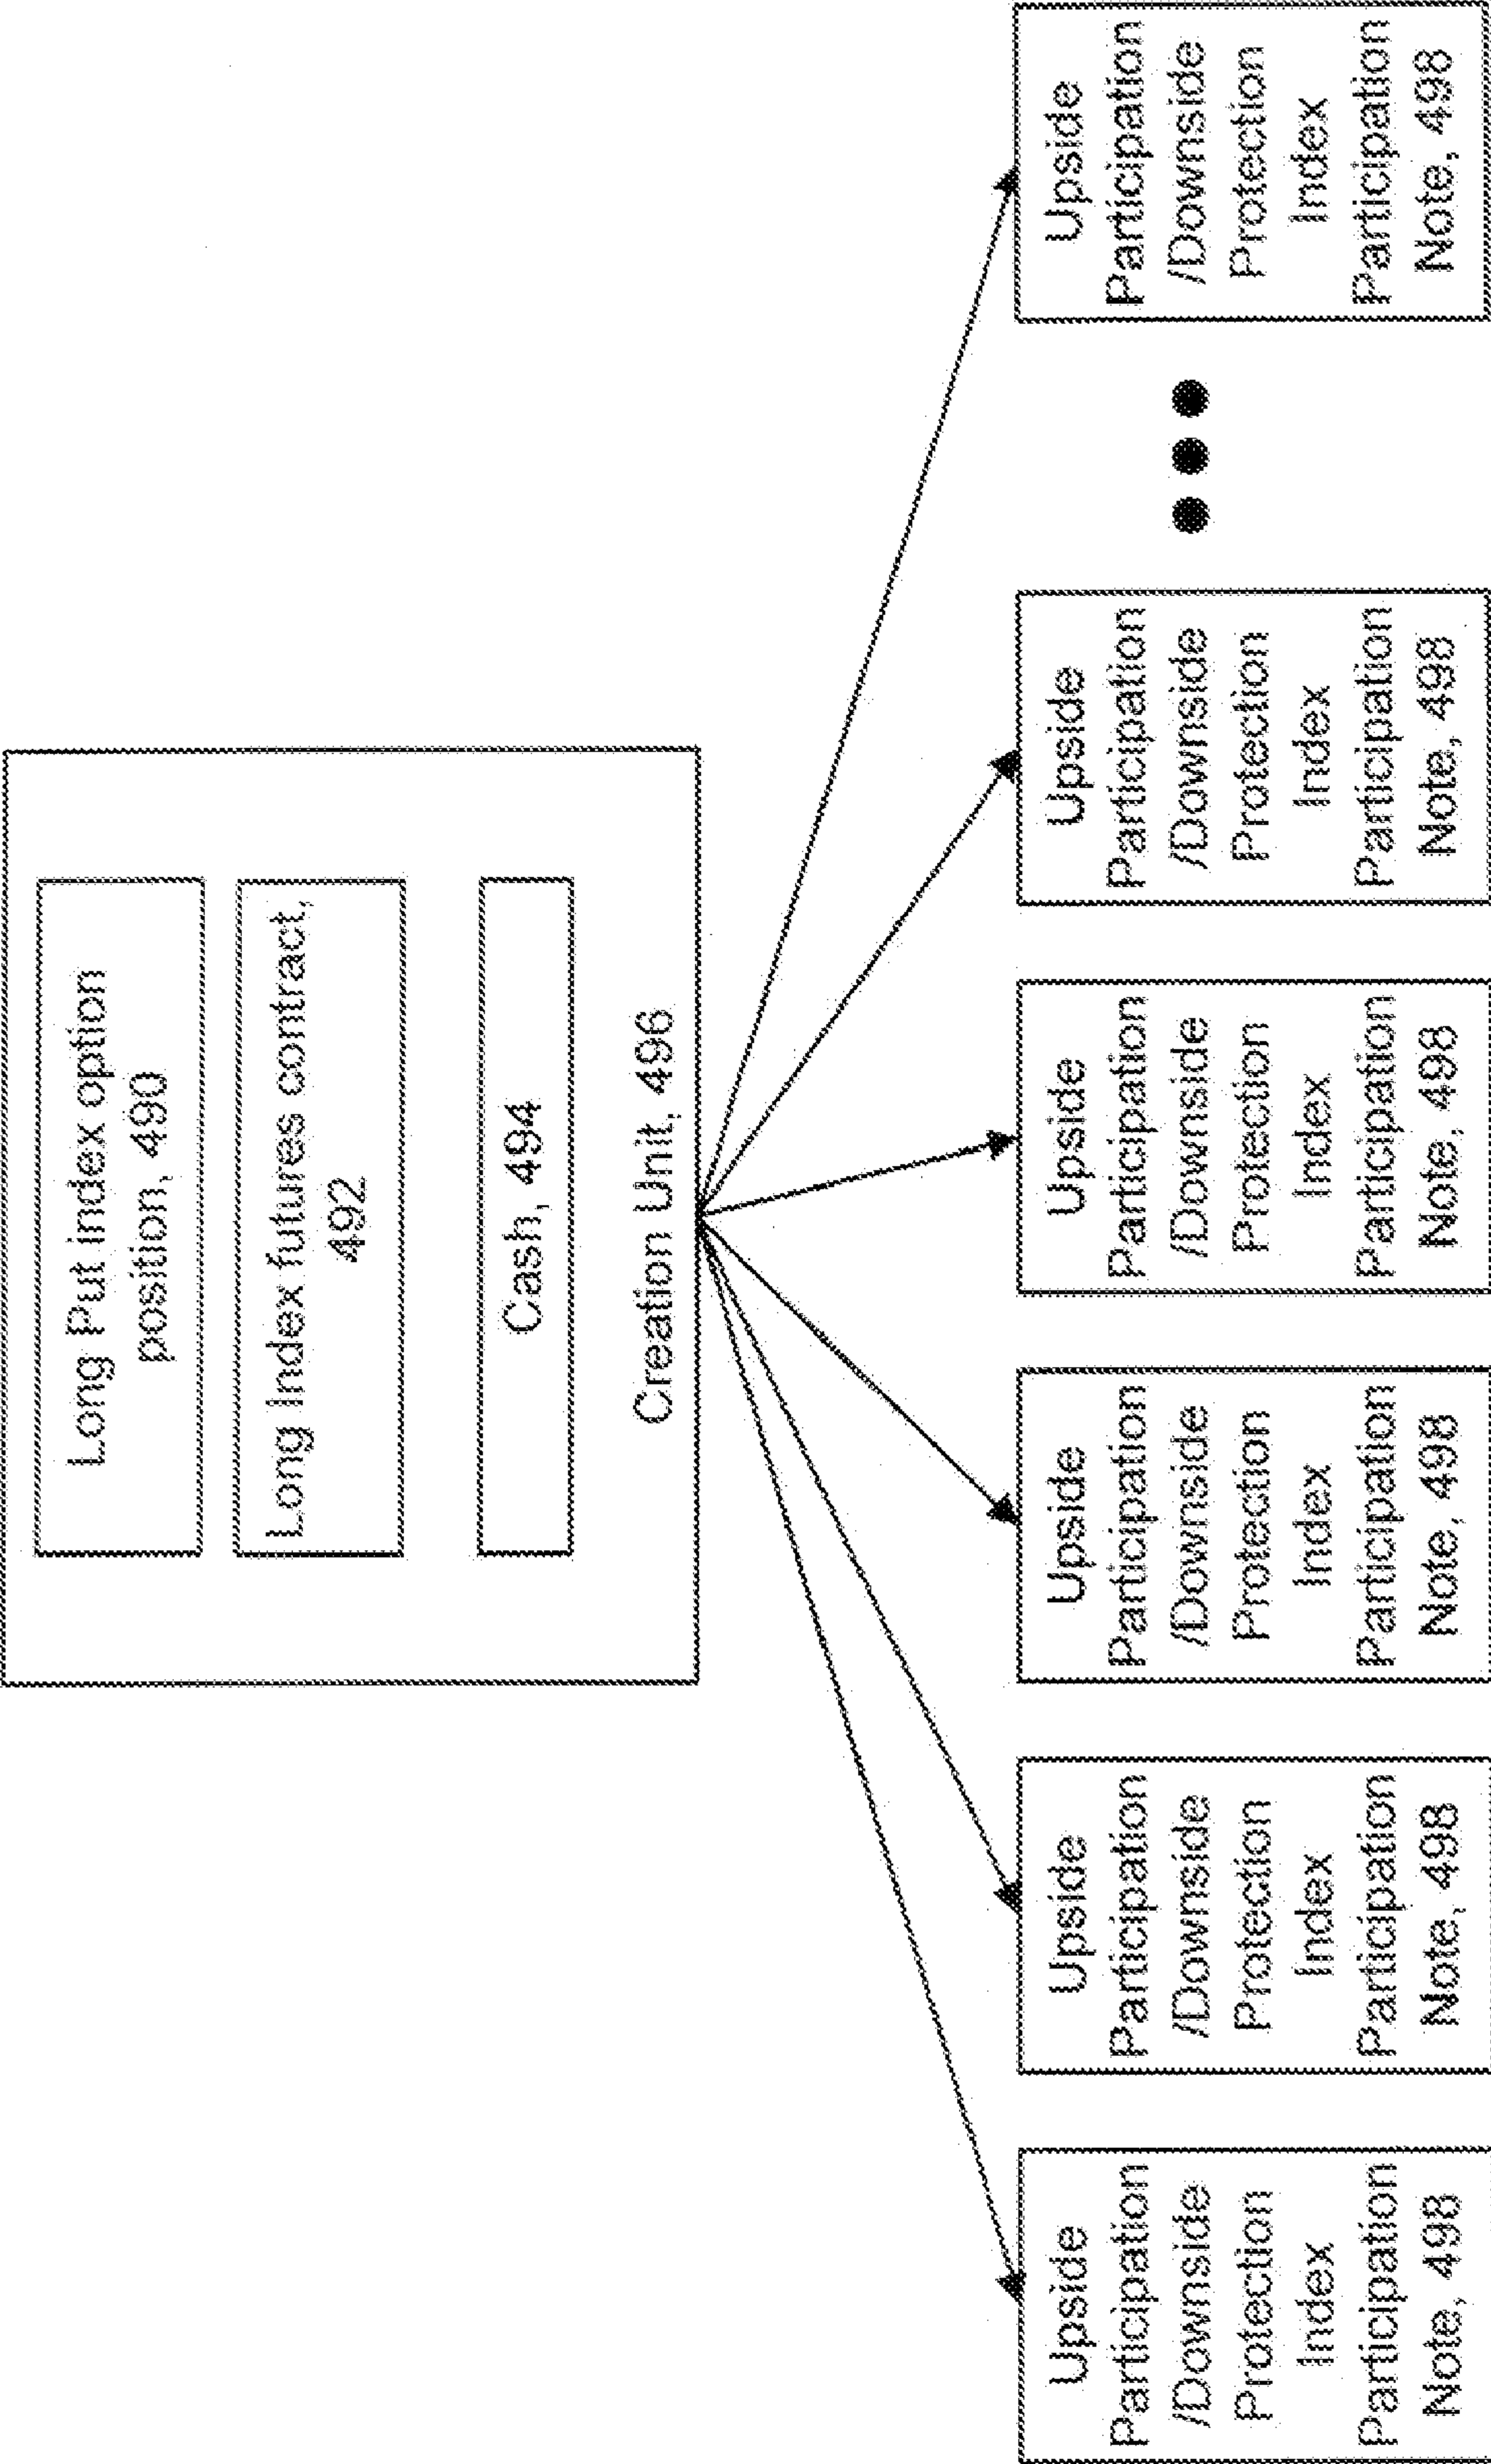 Long Put index option
position, 490
Long Index futures contract,
492
Cash, 494
Creation Unit, 496
Upside
Participation
/Downside
Protection
Index
Participation
Note, 498
Upside
Participation
/Downside
Protection
Index
Participation
Note, 498
Upside
Participation
/Downside
Protection
Index
Participation
Note, 498
Upside
Participation
/Downside
Protection
Index
Participation
Note, 498
Upside
Participation
/Downside
Protection
Index
Participation
Note, 498
Upside
Participation
/Downside
Protection
Index
Participation
Note, 498